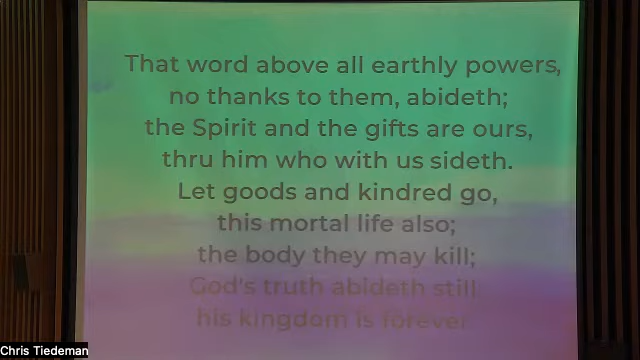 That word above all earthly powers,
no thanks to them, abideth;
the Spirit and the gifts are ours,
thru him who with us sideth.
Let goods and kindred go,
this mortal life also;
the body they may kill;
God's truth abideth still
his kingdom is forever
Chris Tiedeman